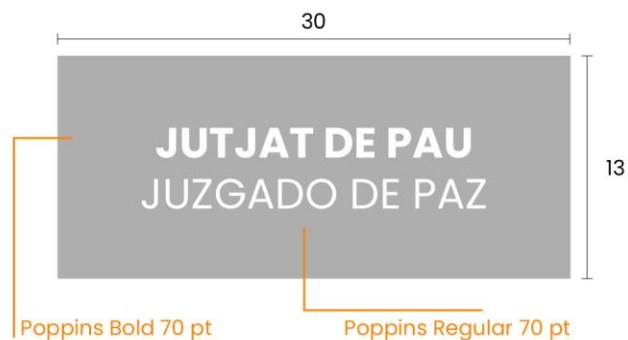 30
JUTJAT DE PAU
JUZGADO DE PAZ
13
Poppins Bold 70 pt
Poppins Regular 70 pt